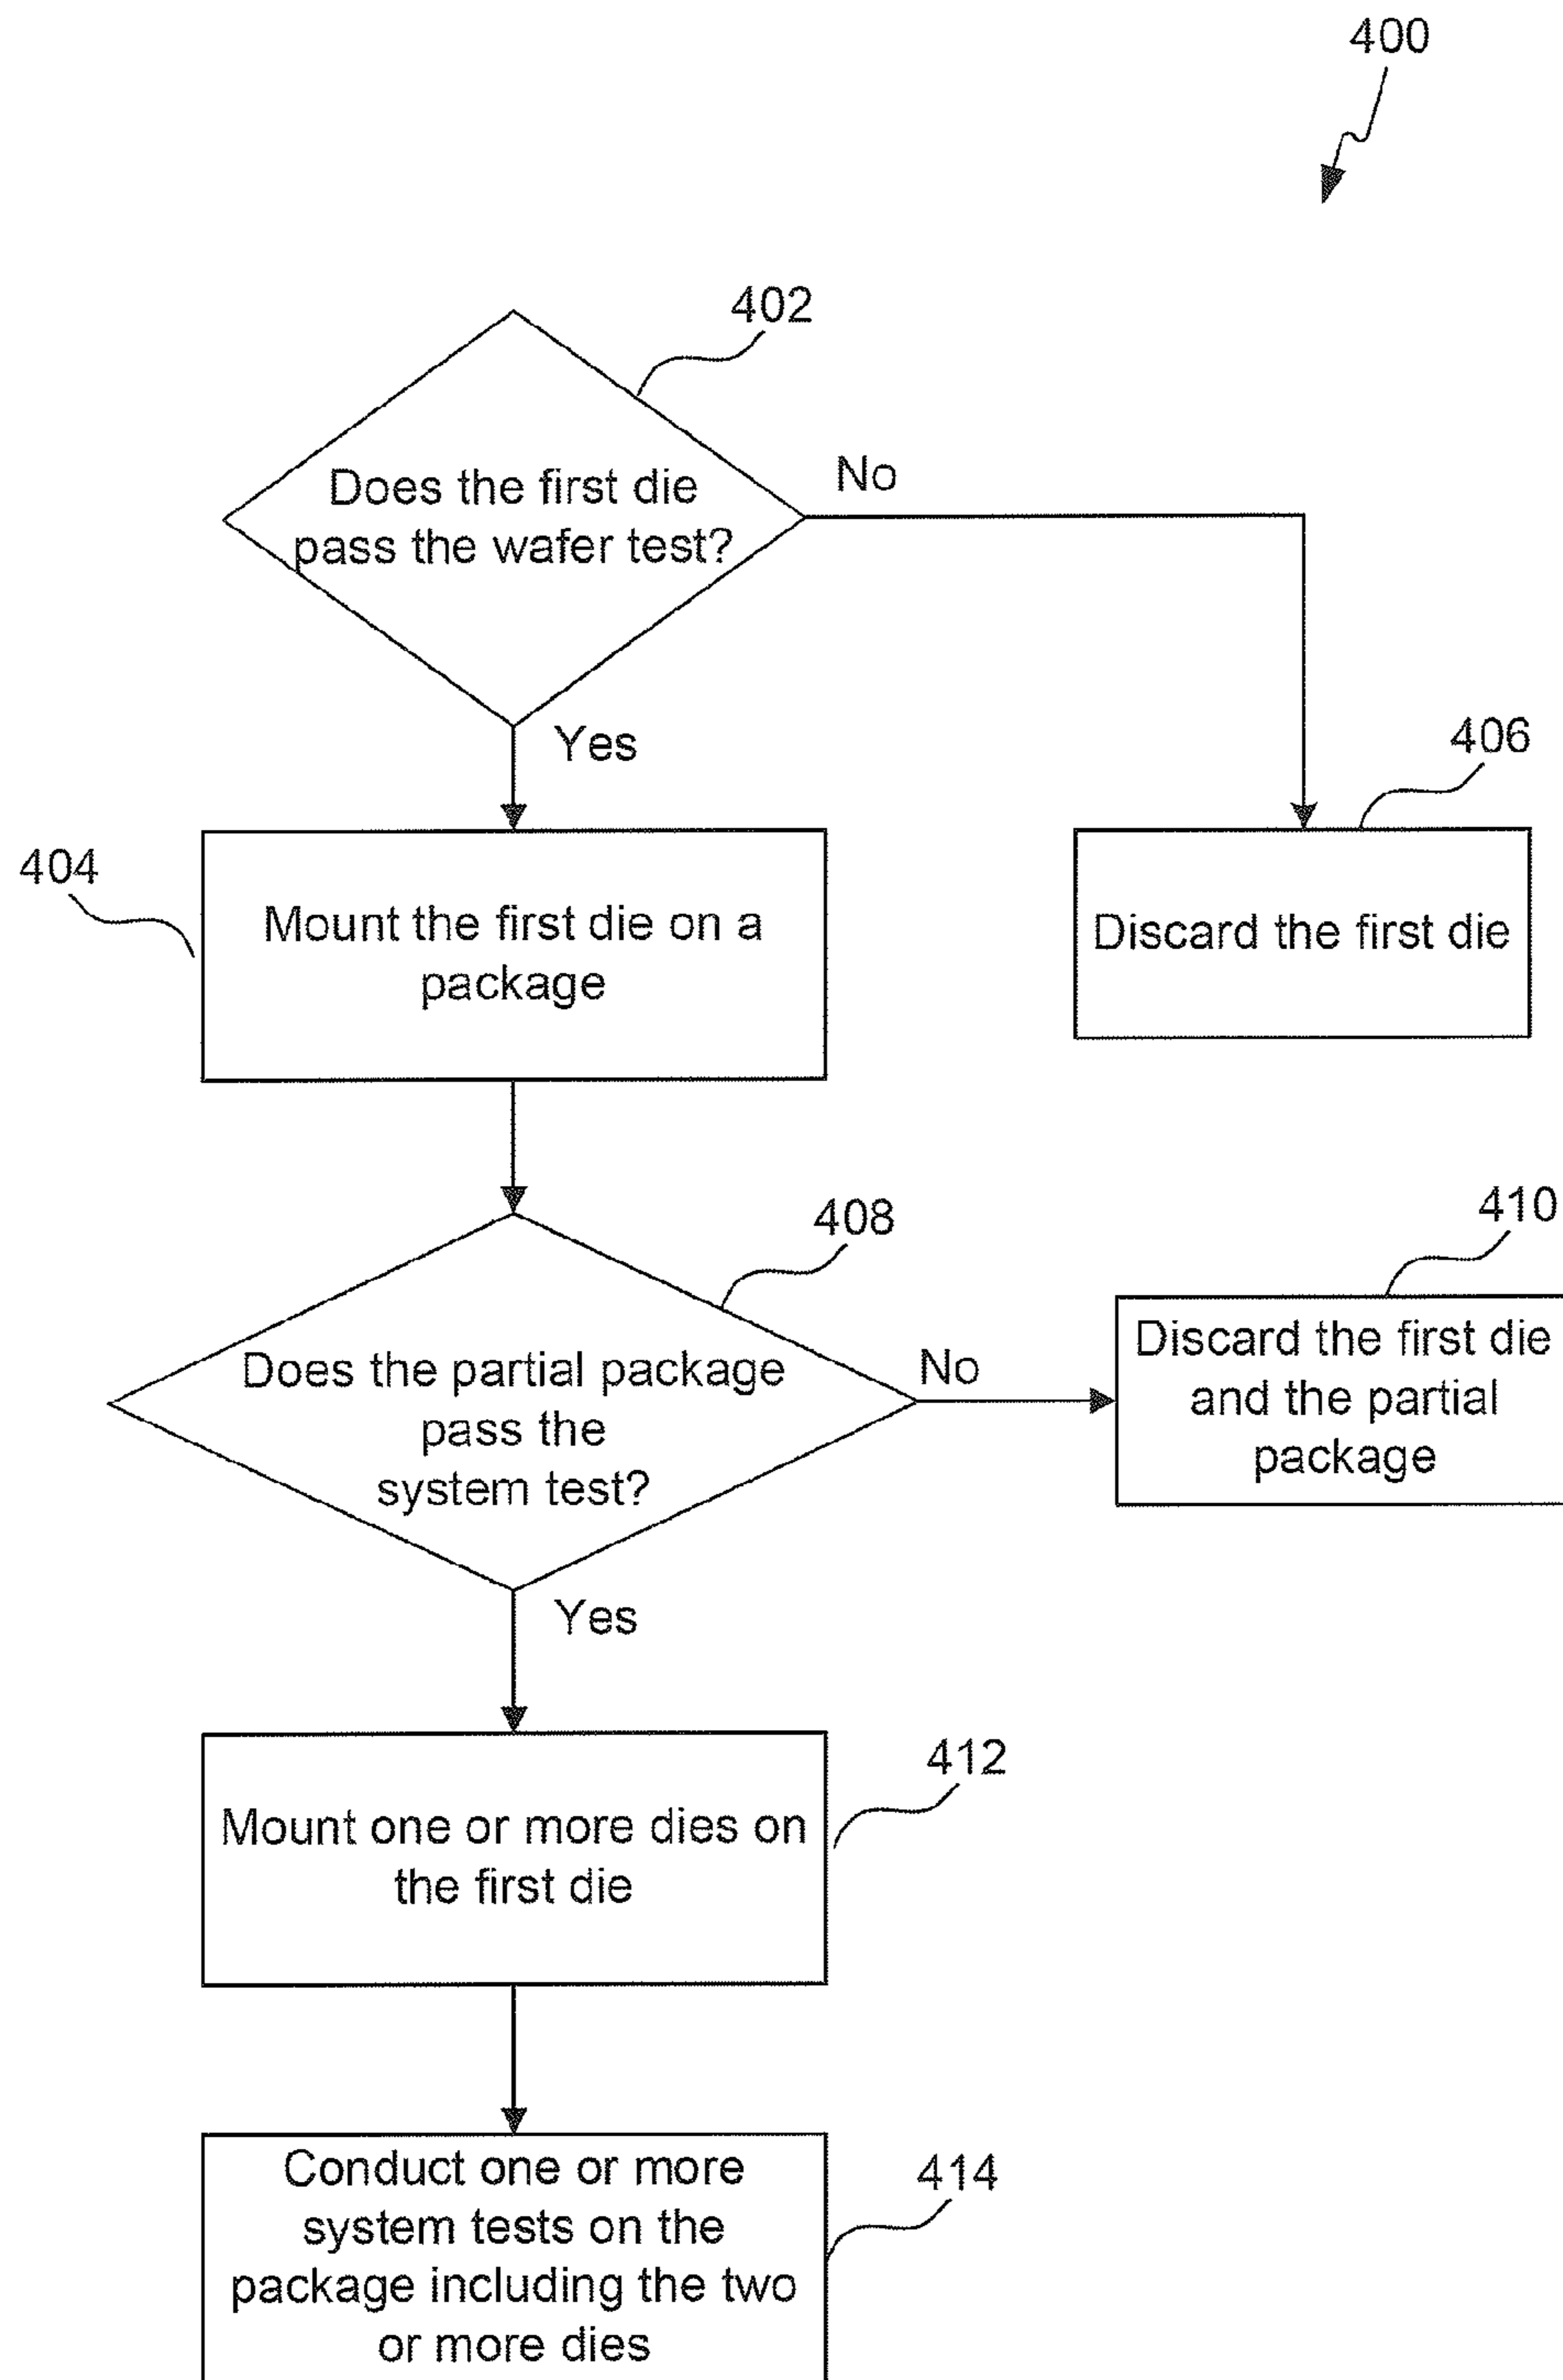 400
402
Does the first die
pass the wafer test?
No
Yes
404
Mount the first die on a
package
406
Discard the first die
408
Does the partial package
pass the
system test?
No
410
Discard the first die
and the partial
package
Yes
412
Mount one or more dies on
the first die
414
Conduct one or more
system tests on the
package including the two
or more dies